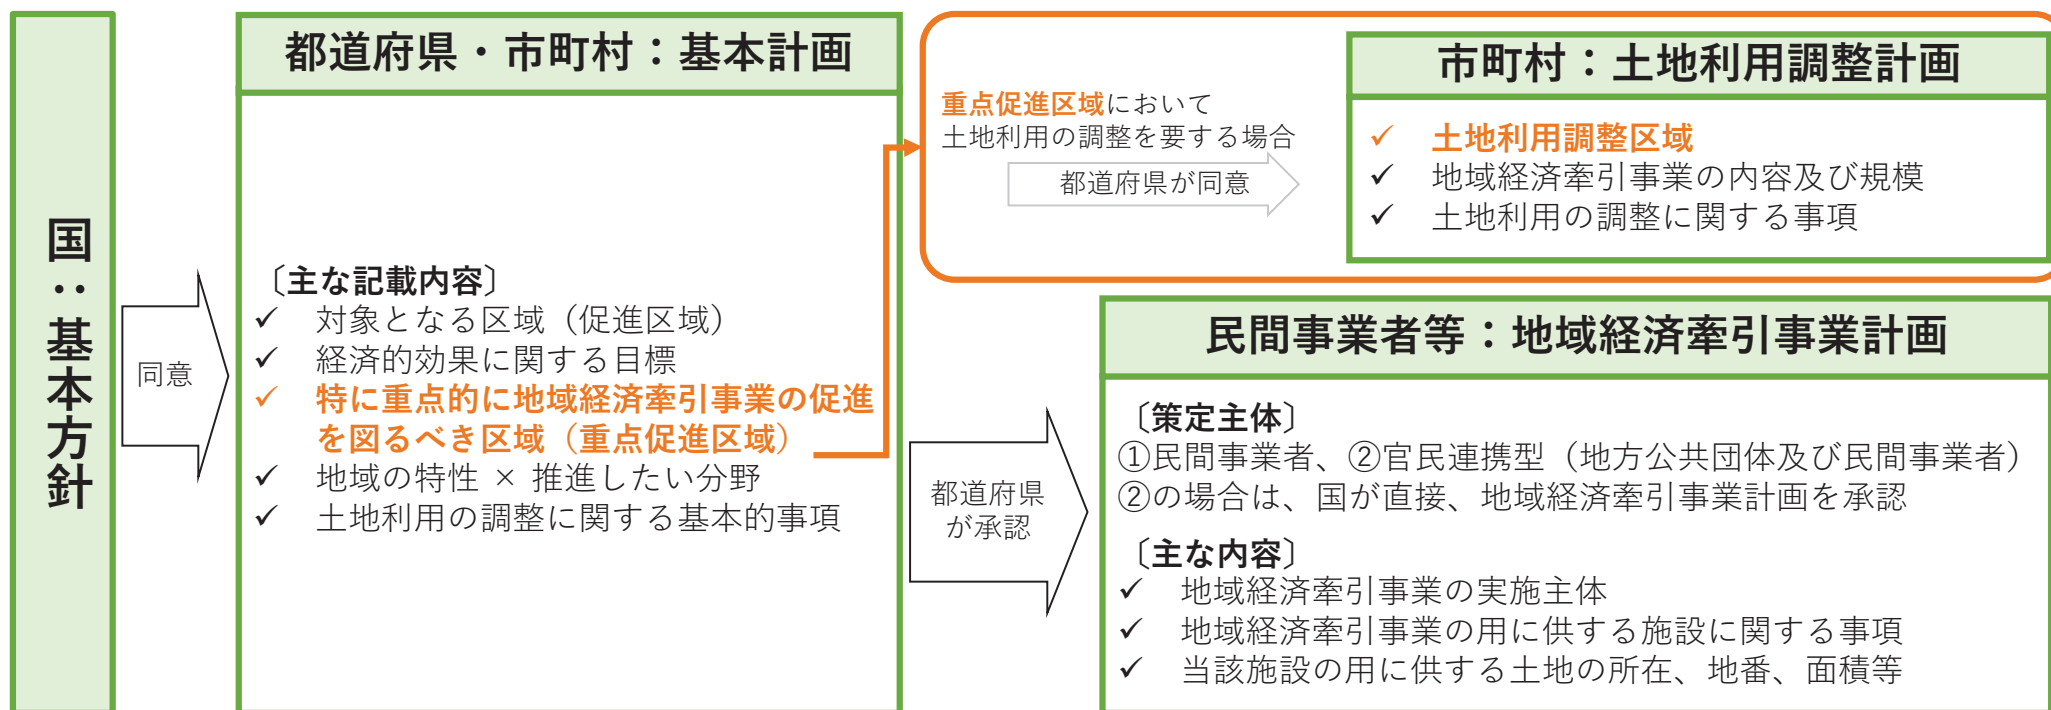 国：基本方針
同意
都道府県・市町村：基本計画
〔主な記載内容〕
✓ 対象となる区域（促進区域）
✓ 経済的効果に関する目標
✓ 特に重点的に地域経済牽引事業の促進
を図るべき区域（重点促進区域）
✓ 地域の特性 × 推進したい分野
✓ 土地利用の調整に関する基本的事項
重点促進区域において
土地利用の調整を要する場合
都道府県が同意
市町村：土地利用調整計画
✓ 土地利用調整区域
✓ 地域経済牽引事業の内容及び規模
✓ 土地利用の調整に関する事項
都道府県
が承認
民間事業者等：地域経済牽引事業計画
〔策定主体〕
①民間事業者、②官民連携型（地方公共団体及び民間事業者）
②の場合は、国が直接、地域経済牽引事業計画を承認
〔主な内容〕
✓ 地域経済牽引事業の実施主体
✓ 地域経済牽引事業の用に供する施設に関する事項
✓ 当該施設の用に供する土地の所在、地番、面積等